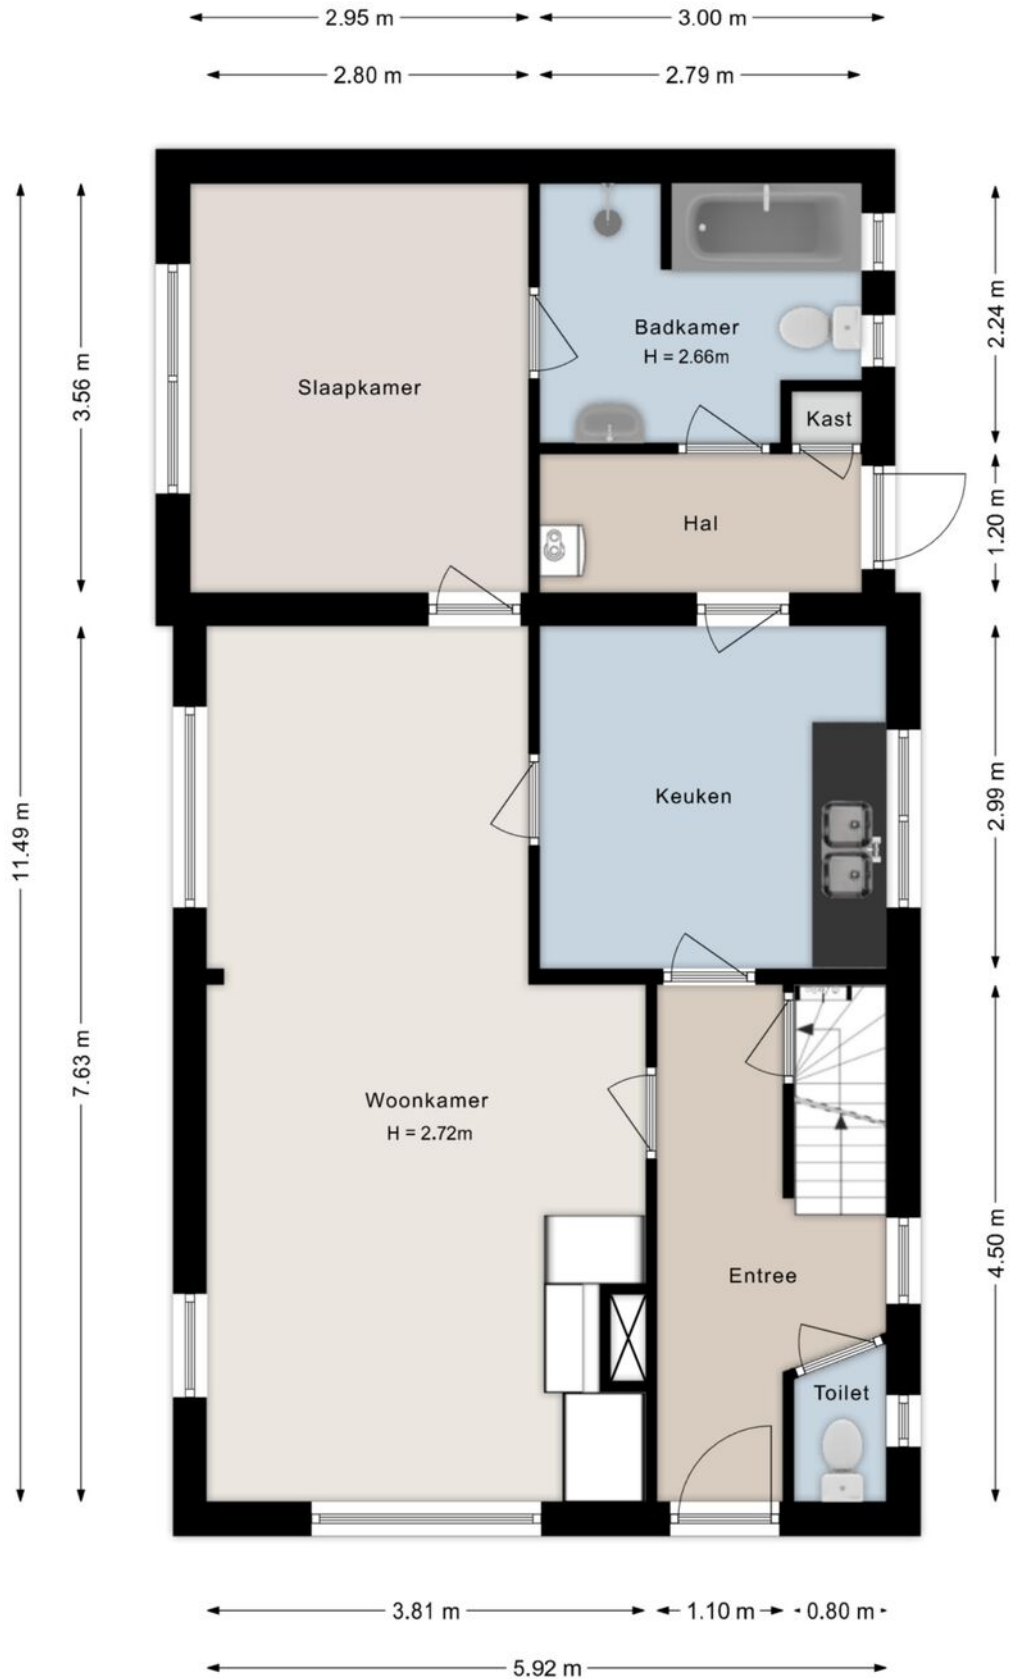 2.95 m
3.00 m
2.80 m
2.79 m
Slaapkamer
Badkamer
H = 2.66m
Kast
Hal
3.56 m
2.24 m
1.20 m
11.49 m
Keuken
2.99 m
7.63 m
Woonkamer
H = 2.72m
Entree
4.50 m
Toilet
3.81 m
1.10 m
0.80 m
5.92 m